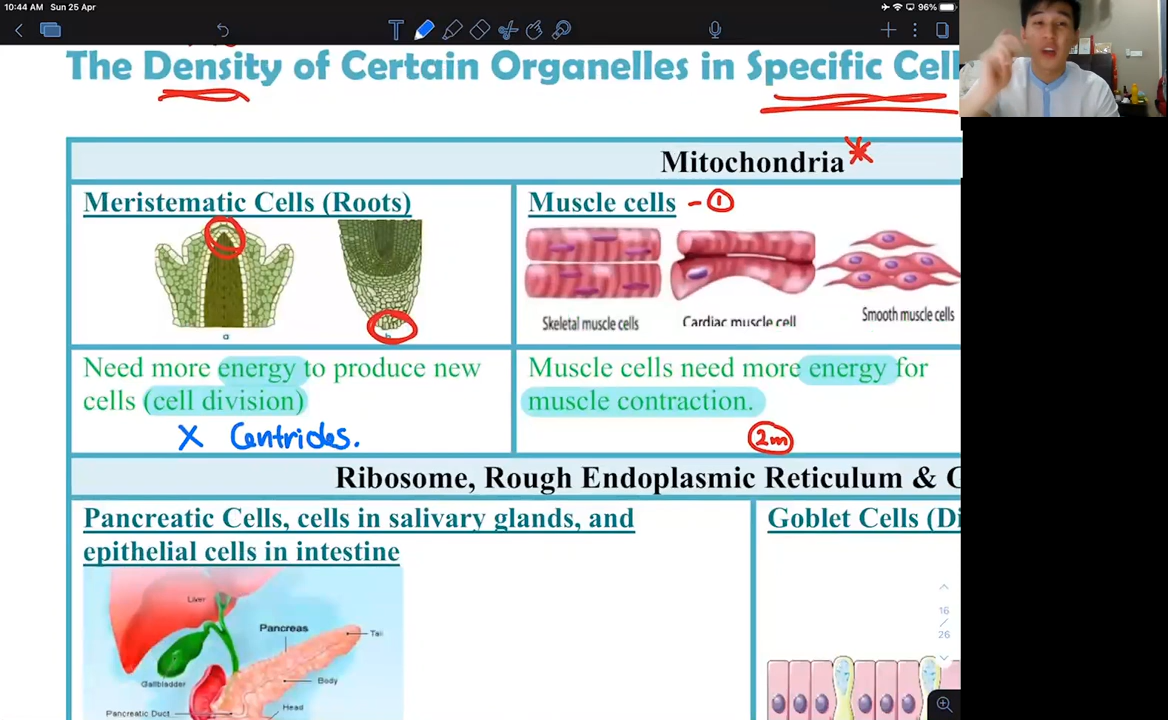 10:44 AM Sun 25 Apr
96%
The Density of Certain Organelles in Specific Cell
Mitochondria
Meristematic Cells (Roots)
Muscle cells - 1
a
b
Skeletal muscle cells
Cardiac muscle cell
Smooth muscle cells
Need more energy to produce new
cells (cell division)
X Centrioles.
Muscle cells need more energy for
muscle contraction.
2m
Ribosome, Rough Endoplasmic Reticulum &
Pancreatic Cells, cells in salivary glands, and
epithelial cells in intestine
Goblet Cells (Di
Liver
Pancreas
Tail
Gallbladder
Body
Head
Pancreatic Duct
16
/
26